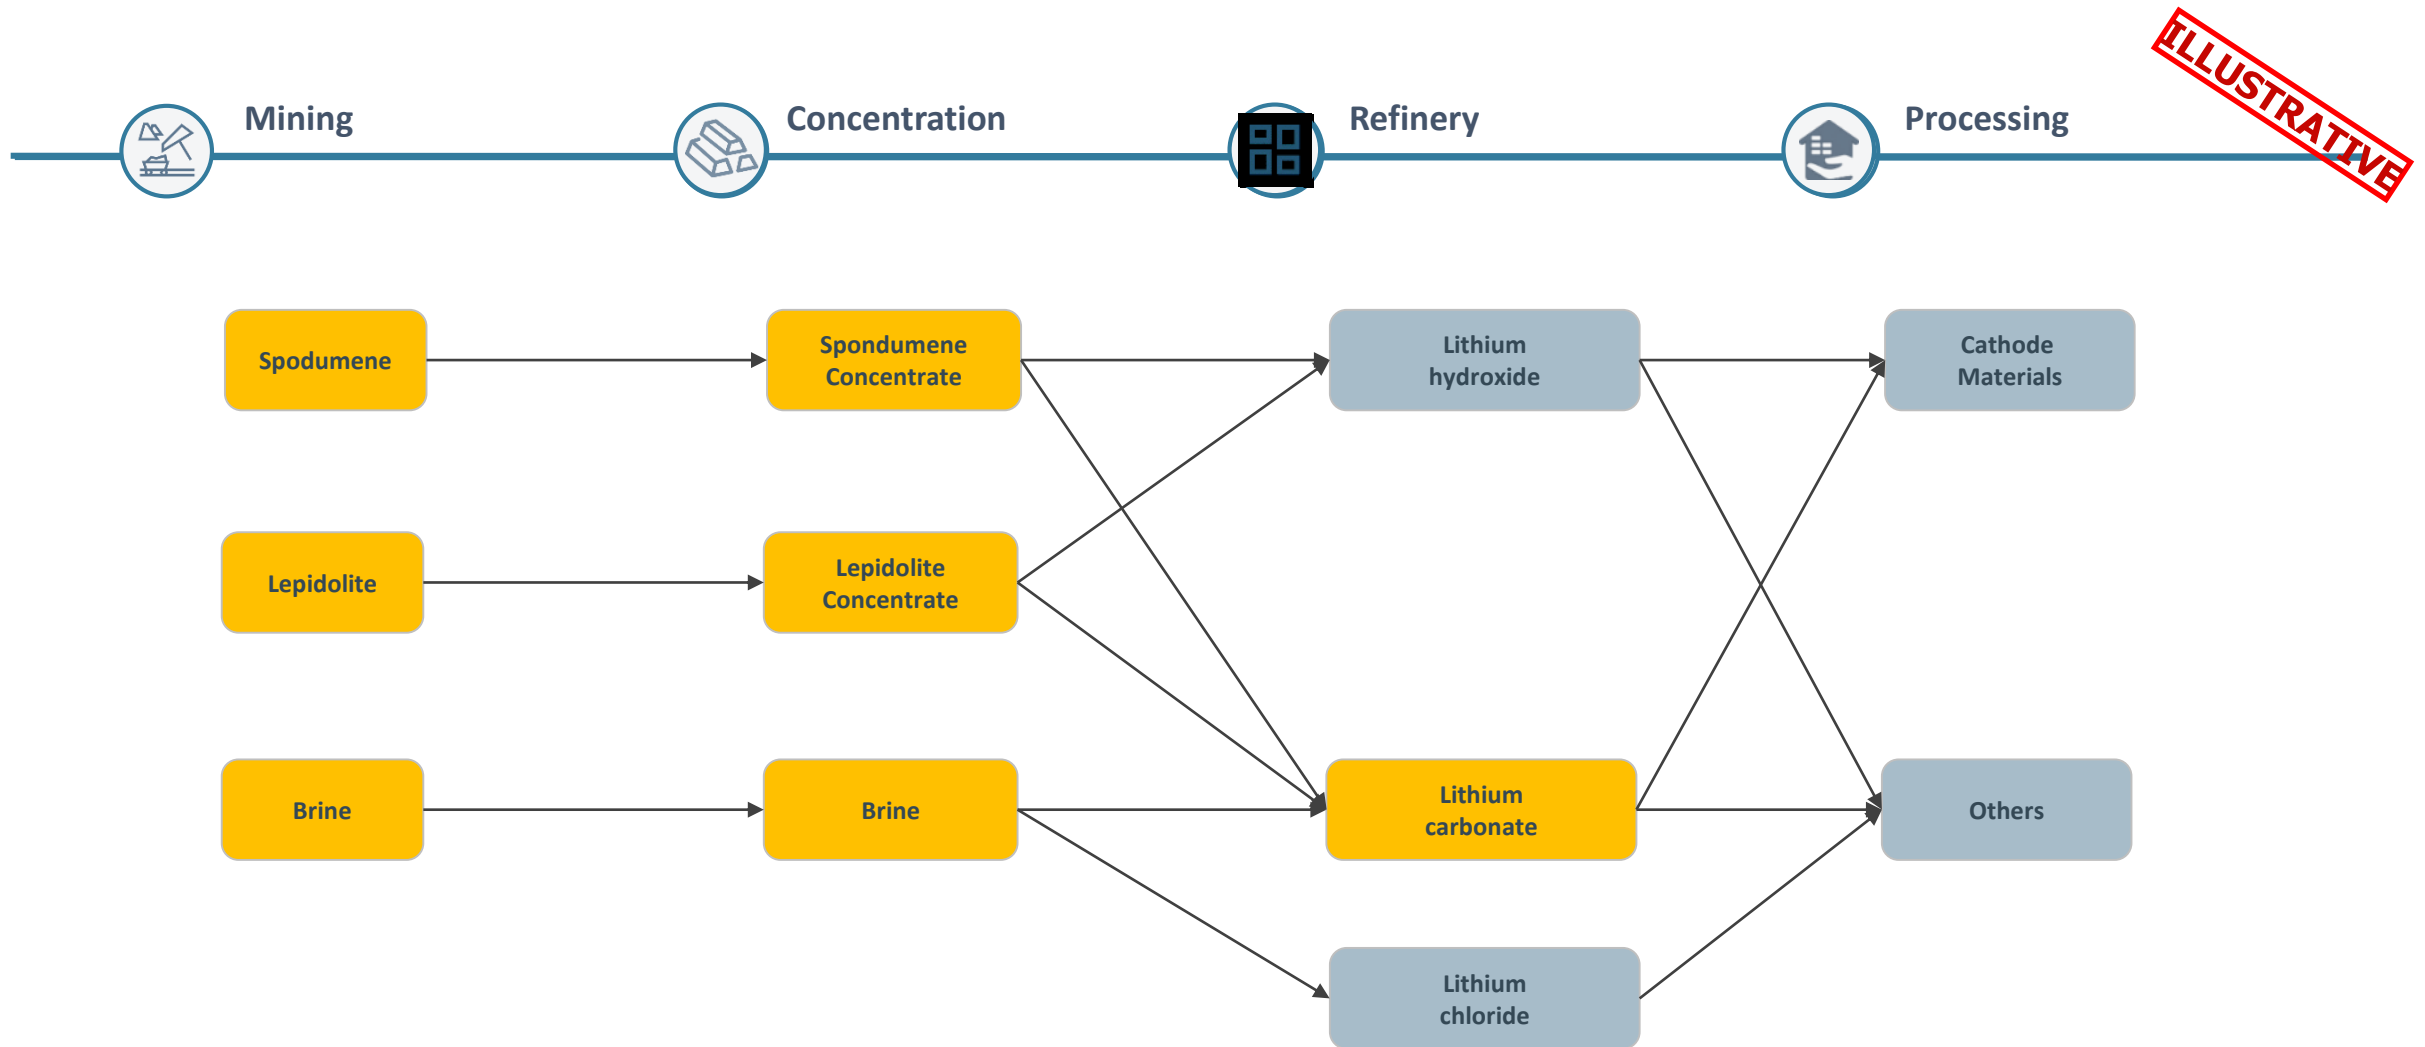 ILLUSTRATIVE
Mining
Concentration
Refinery
Processing
Spodumene
Spondumene
Concentrate
Lithium
hydroxide
Cathode
Materials
Lepidolite
Lepidolite
Concentrate
Brine
Brine
Lithium
carbonate
Others
Lithium
chloride